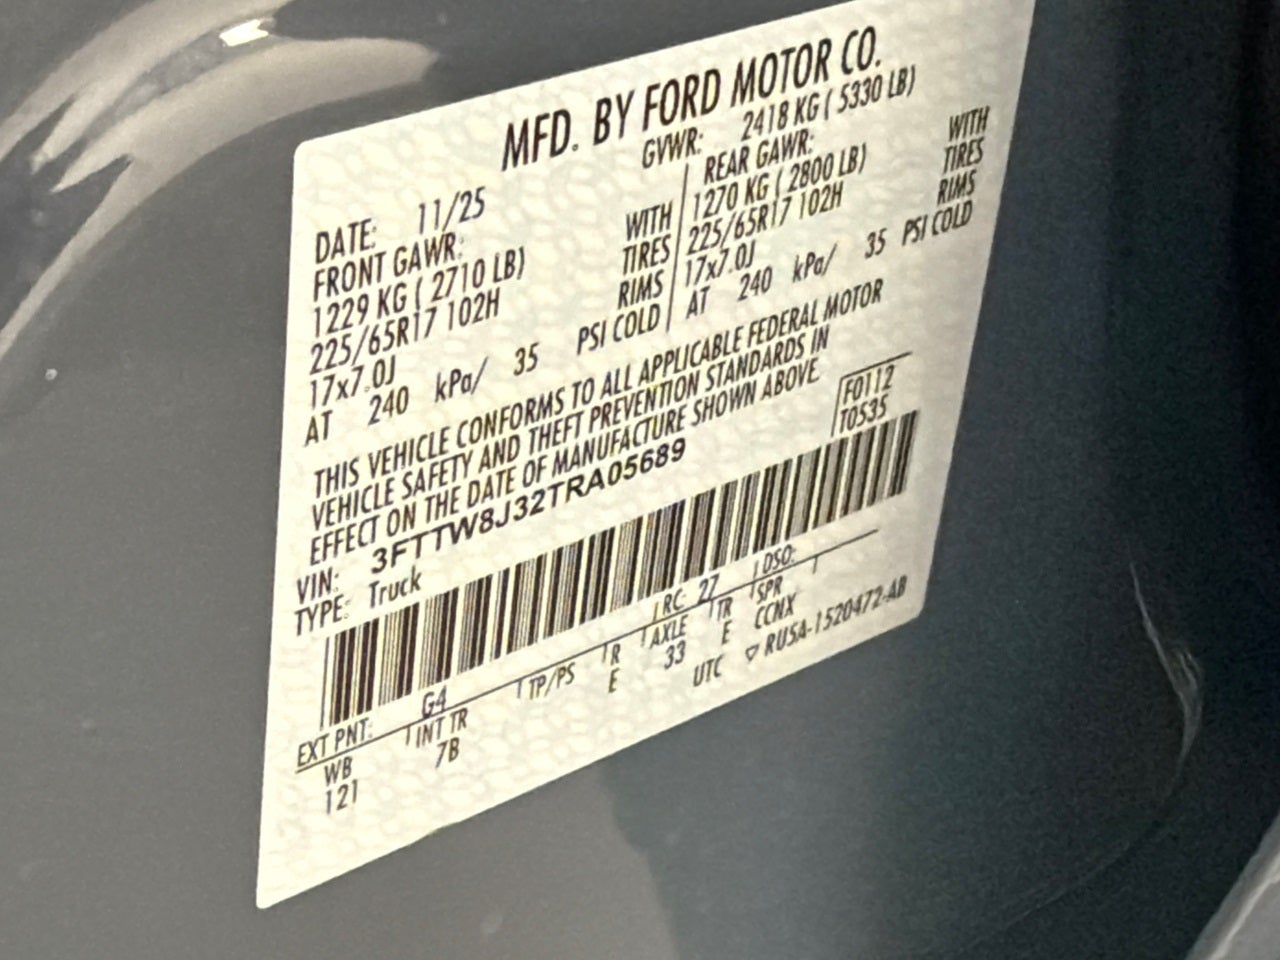 MFD. BY FORD MOTOR CO.
DATE: 11/25 GVWR: 2418 KG ( 5330 LB)
FRONT GAWR: REAR GAWR:
1229 KG ( 2710 LB) WITH 1270 KG ( 2800 LB) WITH
225/65R17 102H TIRES 225/65R17 102H TIRES
17x7.0J RIMS 17x7.0J RIMS
AT 240 kPa/ 35 PSI COLD AT 240 kPa/ 35 PSI COLD
THIS VEHICLE CONFORMS TO ALL APPLICABLE FEDERAL MOTOR
VEHICLE SAFETY AND THEFT PREVENTION STANDARDS IN
EFFECT ON THE DATE OF MANUFACTURE SHOWN ABOVE
F0112
VIN: 3FTTW8J32TRA05689 T0535
TYPE: Truck
EXT PNT: G4 RC: 27 DSO:
WB INT TR TP/PS R AXLE TR SPR
121 7B E 33 E CCNX
UTC ▽ RU5A-1520472-AB